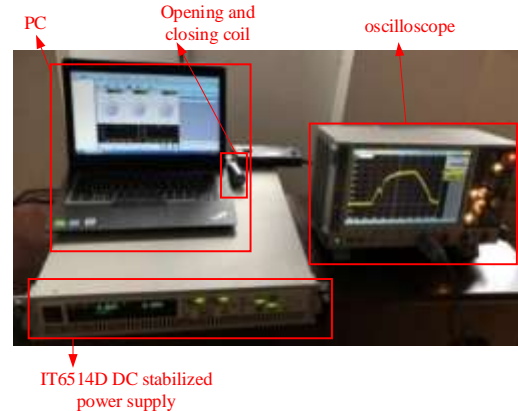 PC
Opening and
closing coil
oscilloscope
IT6514D DC stabilized
power supply